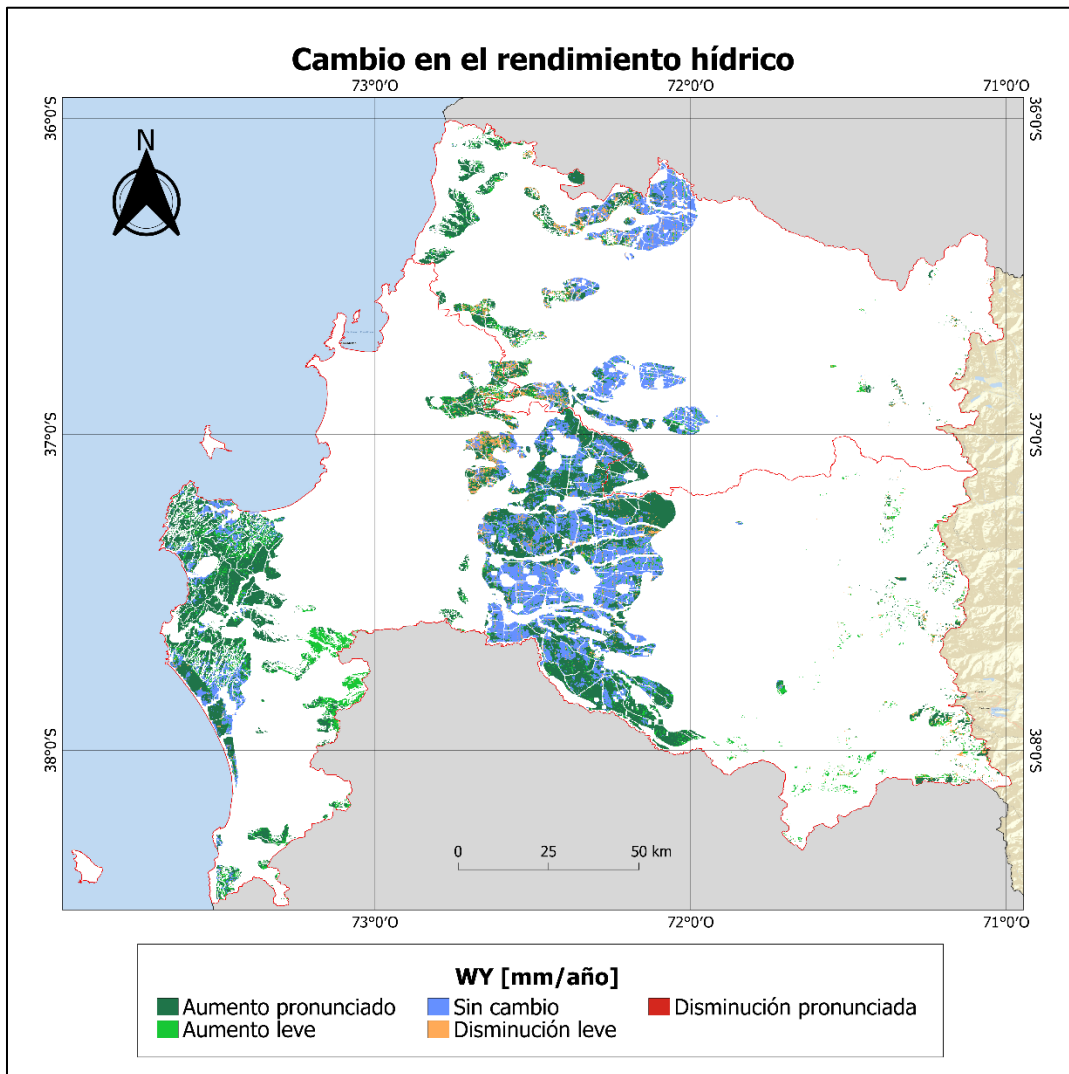 Cambio en el rendimiento hídrico
73°0'O 72°0'O 71°0'O
36°0'S 36°0'S
N
37°0'S 37°0'S
38°0'S 38°0'S
0 25 50 km
73°0'O 72°0'O 71°0'O
WY [mm/año]
Aumento pronunciado Sin cambio Disminución pronunciada
Aumento leve Disminución leve